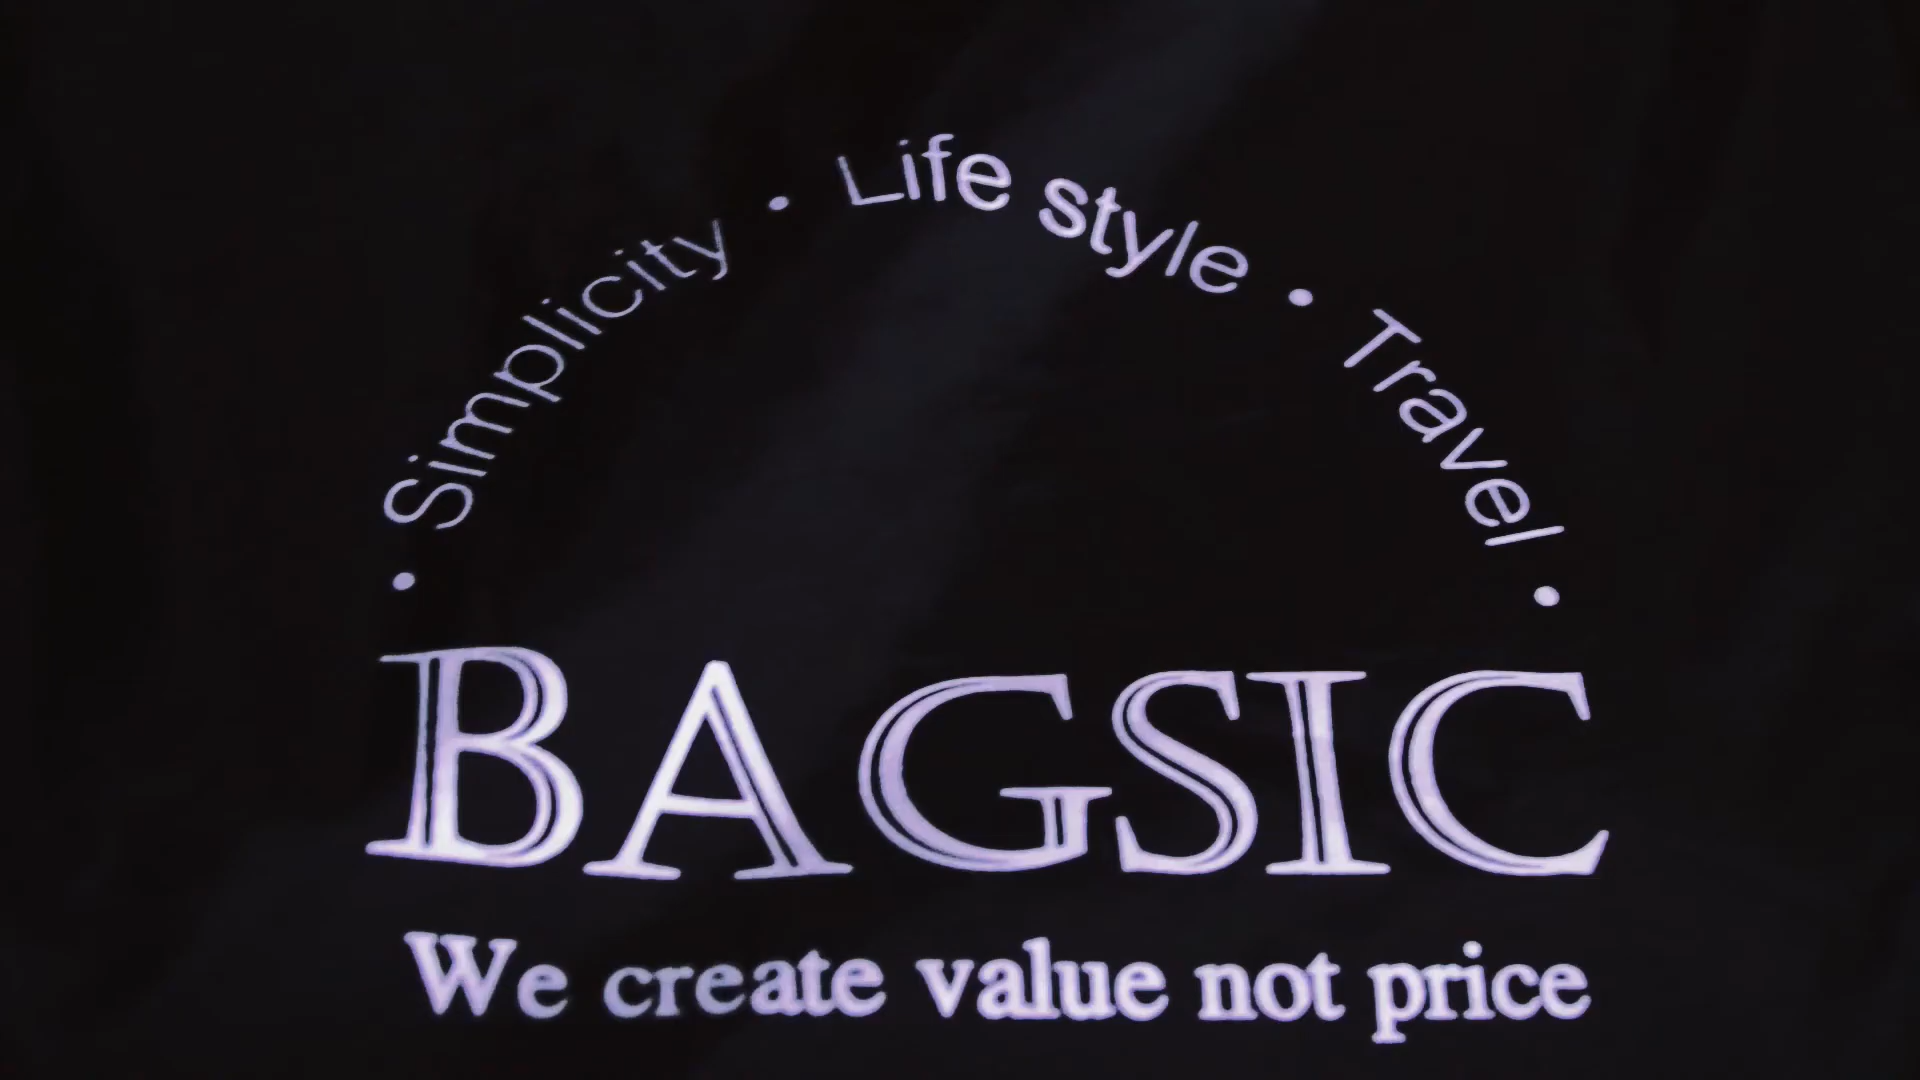 • Simplicity • Life style • Travel •
BAGSIC
We create value not price